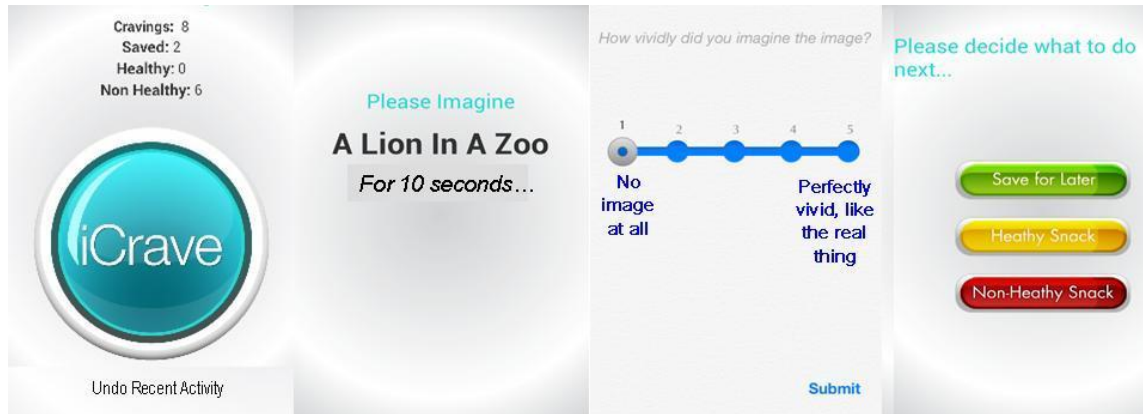 Cravings: 8
Saved: 2
Healthy: 0
Non Healthy: 6
iCrave
Undo Recent Activity
Please Imagine
A Lion In A Zoo
For 10 seconds...
How vividly did you imagine the image?
1 2 3 4 5
No
image
at all
Perfectly
vivid, like
the real
thing
Submit
Please decide what to do
next...
Save for Later
Heathy Snack
Non-Heathy Snack